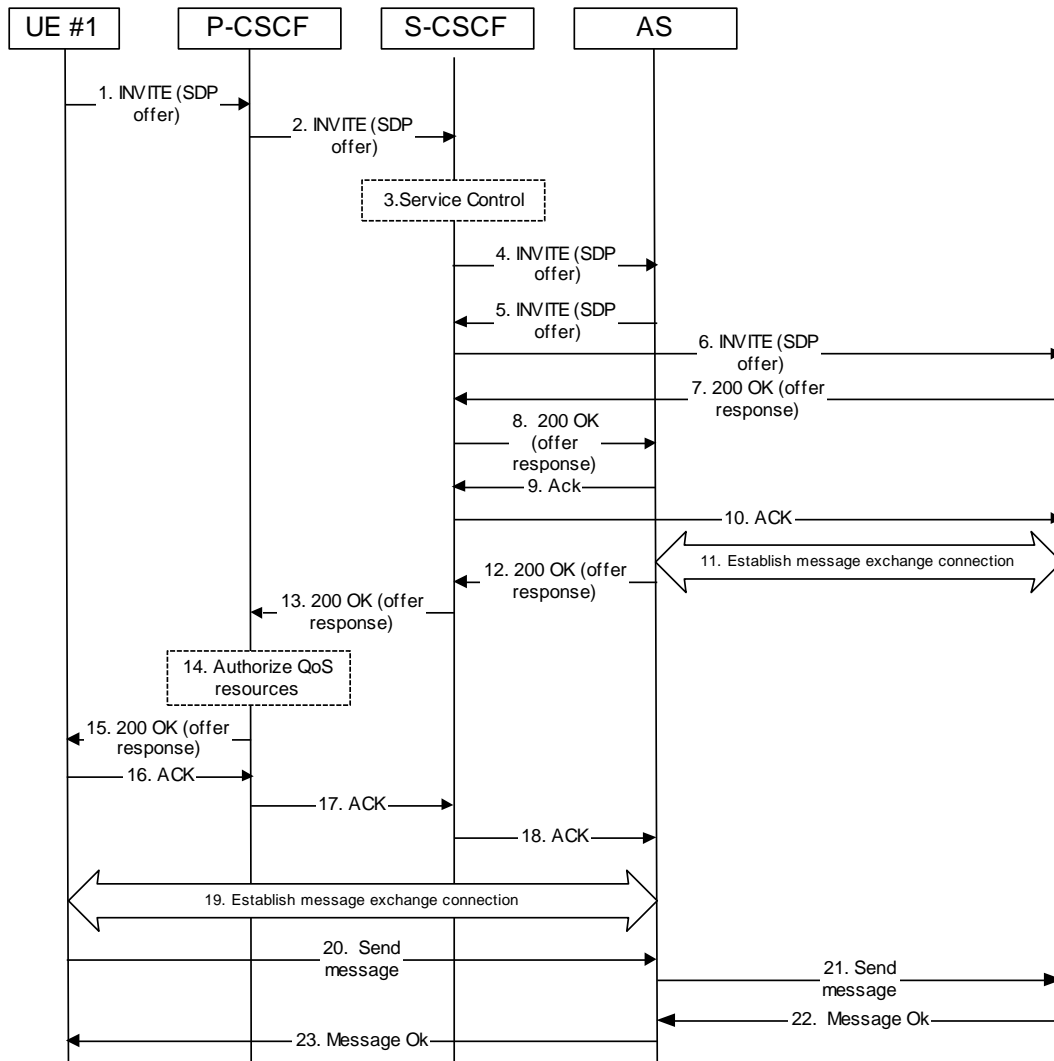 UE #1
P-CSCF
S-CSCF
AS
1. INVITE (SDP
offer)
2. INVITE (SDP
offer)
3.Service Control
4. INVITE (SDP
offer)
5. INVITE (SDP
offer)
6. INVITE (SDP
offer)
7. 200 OK (offer
response)
8. 200 OK
(offer
response)
9. Ack
10. ACK
11. Establish message exchange connection
12. 200 OK (offer
response)
13. 200 OK (offer
response)
14. Authorize QoS
resources
15. 200 OK (offer
response)
16. ACK
17. ACK
18. ACK
19. Establish message exchange connection
20. Send
message
21. Send
message
22. Message Ok
23. Message Ok